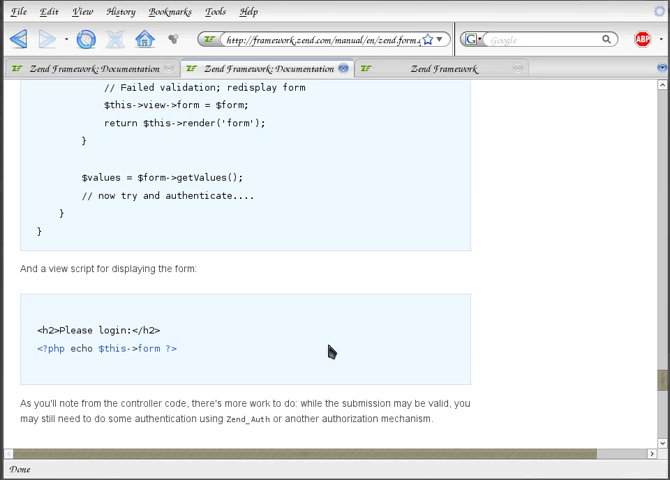 File Edit View History Bookmarks Tools Help
http://framework.zend.com/manual/en/zend.form.q
G Google
ABP
ZF Zend Framework: Documentation
ZF Zend Framework: Documentation
ZF Zend Framework
// Failed validation; redisplay form
$this->view->form = $form;
return $this->render('form');
}
$values = $form->getValues();
// now try and authenticate....
}
}
And a view script for displaying the form:
<h2>Please login:</h2>
<?php echo $this->form ?>
As you'll note from the controller code, there's more work to do: while the submission may be valid, you
may still need to do some authentication using Zend_Auth or another authorization mechanism.
Done